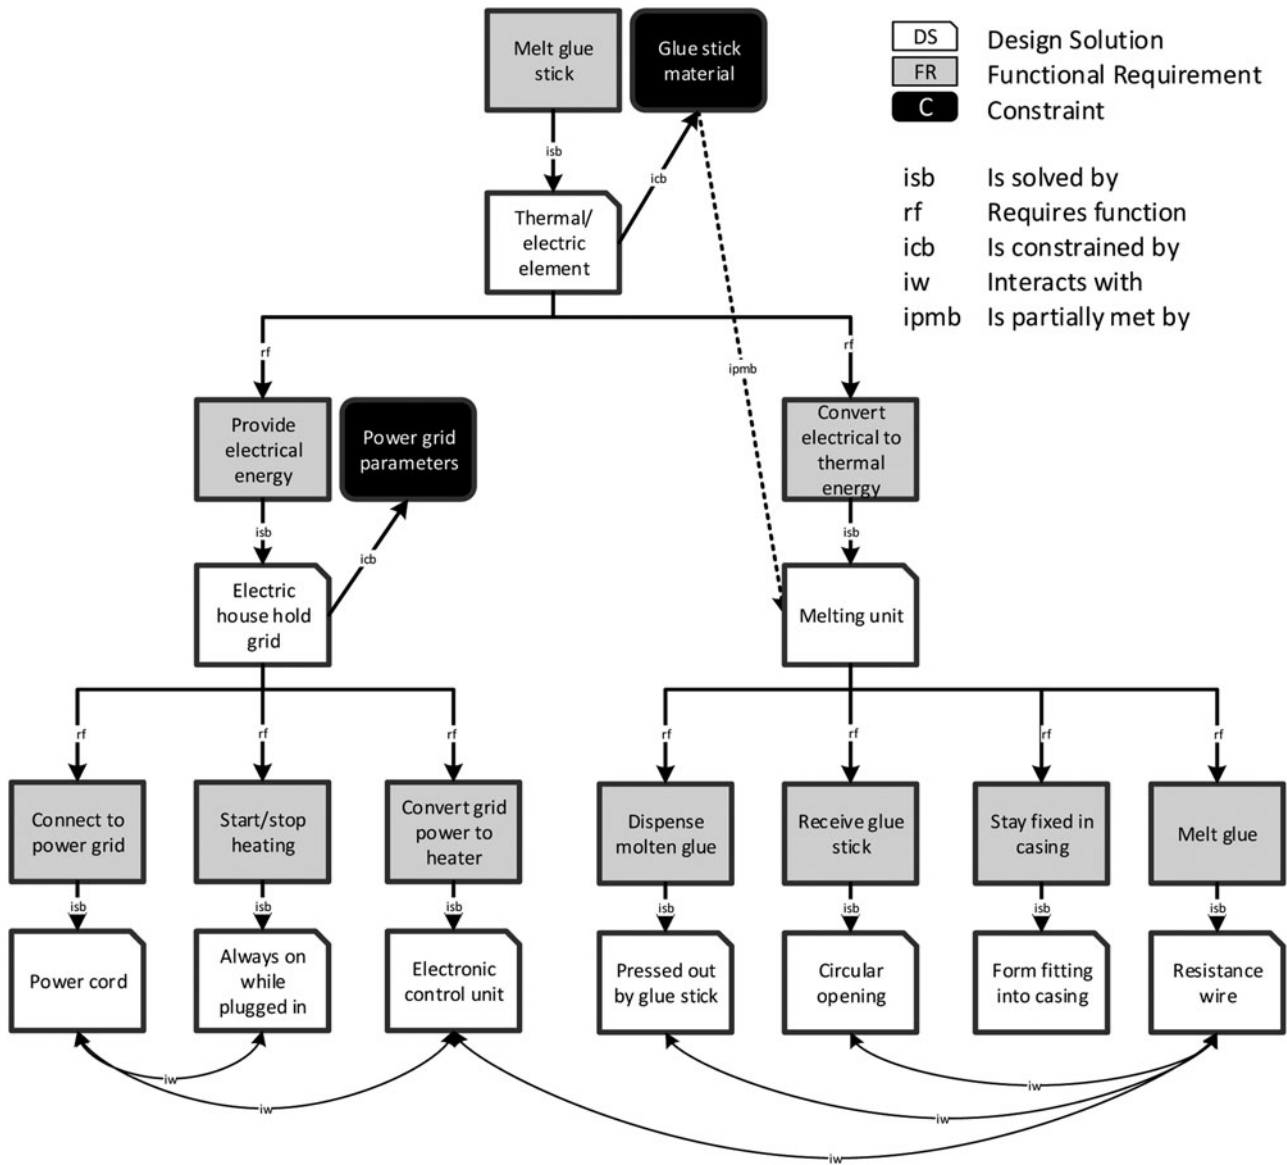 Melt glue
stick
Glue stick
material
DS
Design Solution
FR
Functional Requirement
C
Constraint
isb
Is solved by
rf
Requires function
icb
Is constrained by
iw
Interacts with
ipmb
Is partially met by
isb
icb
Thermal/
electric
element
rf
rf
ipmb
Provide
electrical
energy
Power grid
parameters
Convert
electrical to
thermal
energy
isb
icb
isb
Electric
house hold
grid
Melting unit
rf
rf
rf
rf
rf
rf
rf
Connect to
power grid
Start/stop
heating
Convert grid
power to
heater
Dispense
molten glue
Receive glue
stick
Stay fixed in
casing
Melt glue
isb
isb
isb
isb
isb
isb
isb
Power cord
Always on
while
plugged in
Electronic
control unit
Pressed out
by glue stick
Circular
opening
Form fitting
into casing
Resistance
wire
iw
iw
iw
iw
iw